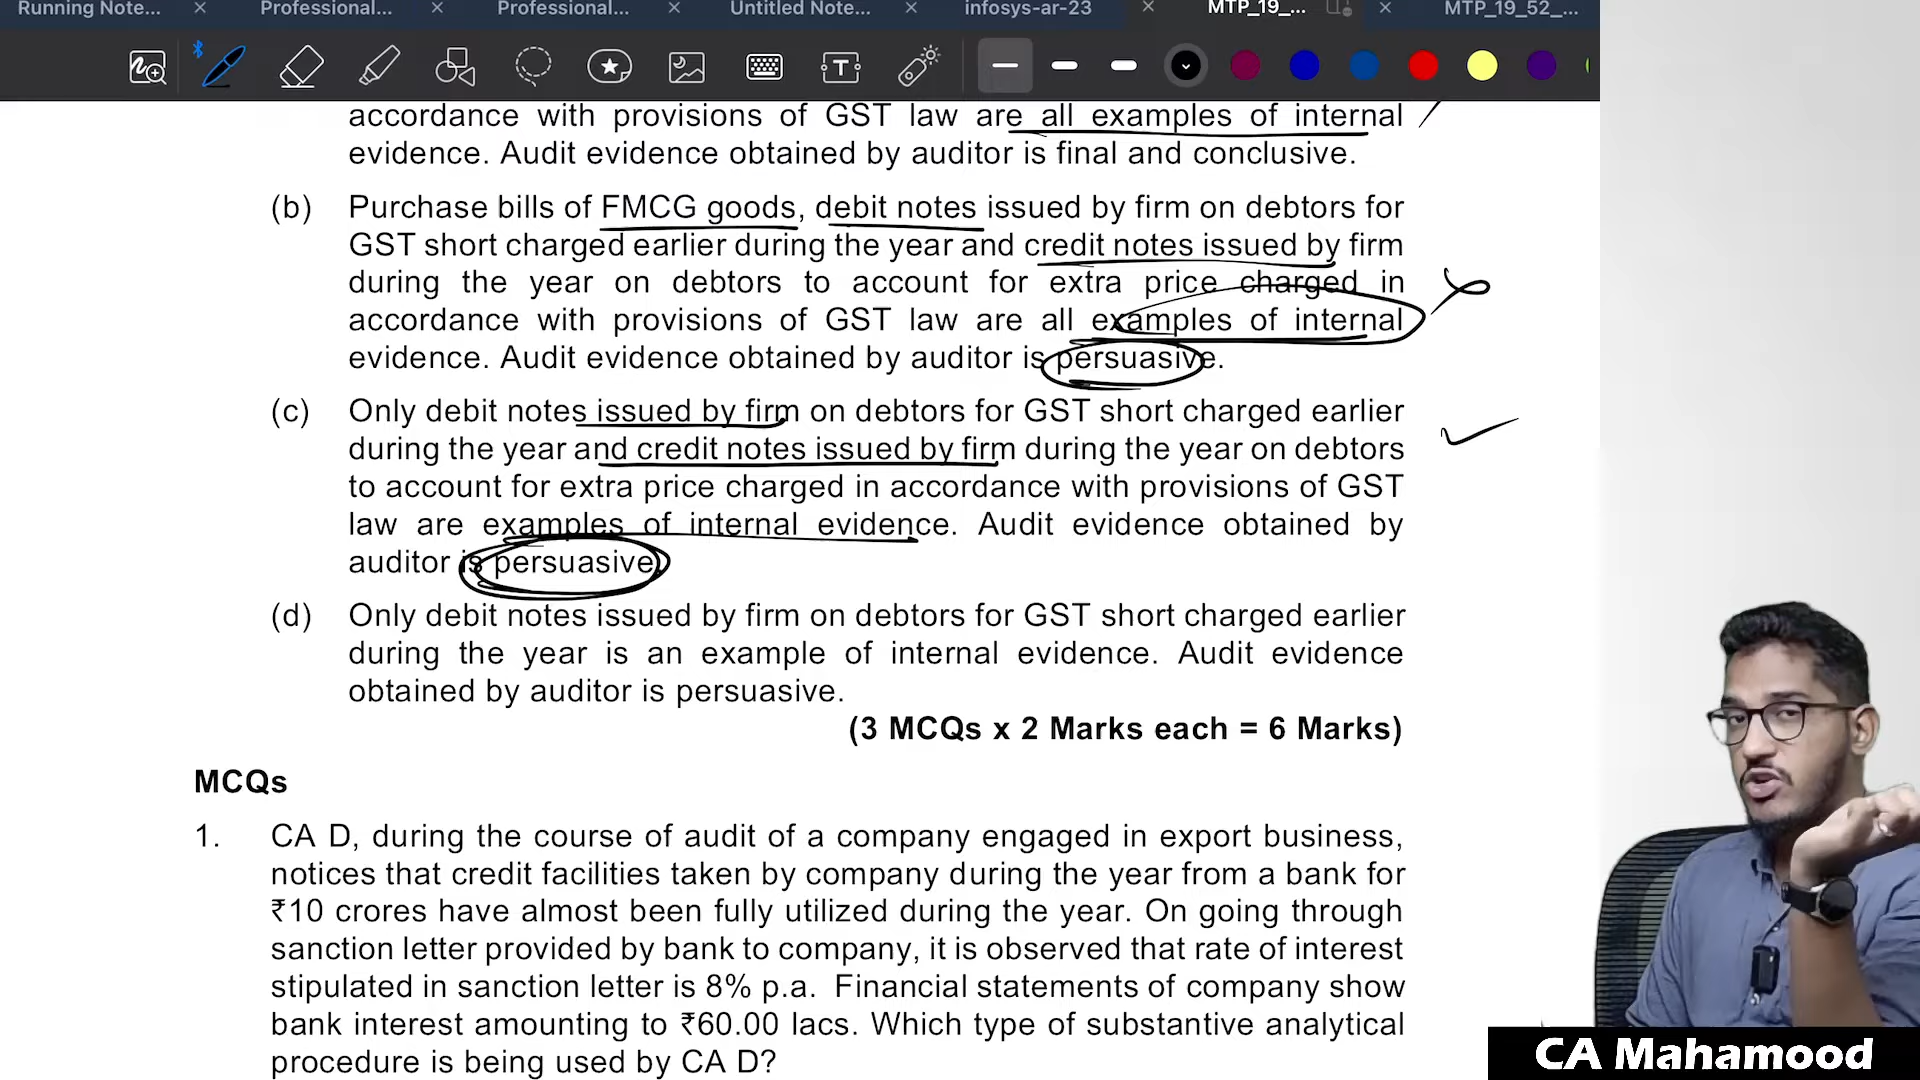 Running Note...
Professional...
Professional...
Untitled Note...
infosys-ar-23
MTP_19_...
MTP_19_52_...
accordance with provisions of GST law are all examples of internal
evidence. Audit evidence obtained by auditor is final and conclusive.
(b) Purchase bills of FMCG goods, debit notes issued by firm on debtors for
GST short charged earlier during the year and credit notes issued by firm
during the year on debtors to account for extra price charged in
accordance with provisions of GST law are all examples of internal
evidence. Audit evidence obtained by auditor is persuasive.
(c) Only debit notes issued by firm on debtors for GST short charged earlier
during the year and credit notes issued by firm during the year on debtors
to account for extra price charged in accordance with provisions of GST
law are examples of internal evidence. Audit evidence obtained by
auditor is persuasive.
(d) Only debit notes issued by firm on debtors for GST short charged earlier
during the year is an example of internal evidence. Audit evidence
obtained by auditor is persuasive.
(3 MCQs x 2 Marks each = 6 Marks)
MCQs
1. CA D, during the course of audit of a company engaged in export business,
notices that credit facilities taken by company during the year from a bank for
₹10 crores have almost been fully utilized during the year. On going through
sanction letter provided by bank to company, it is observed that rate of interest
stipulated in sanction letter is 8% p.a. Financial statements of company show
bank interest amounting to ₹60.00 lacs. Which type of substantive analytical
procedure is being used by CA D?
CA Mahamood